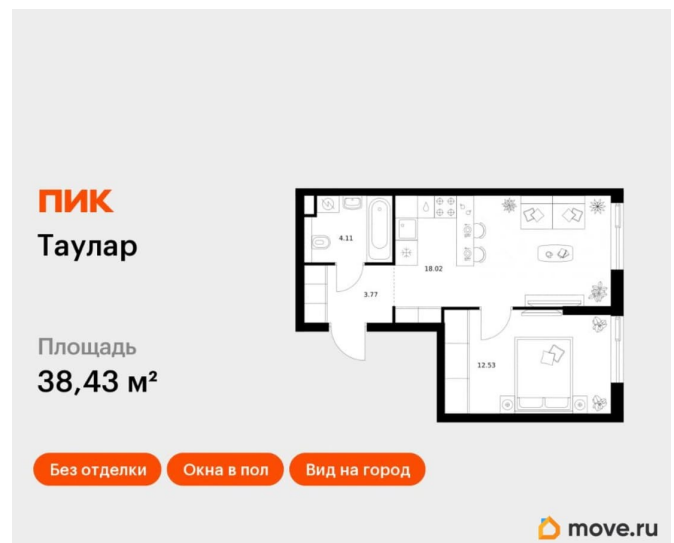 ПИК
Таулар
Площадь
38,43 м²
4.11
18.02
3.77
12.53
Без отделки
Окна в пол
Вид на город
move.ru